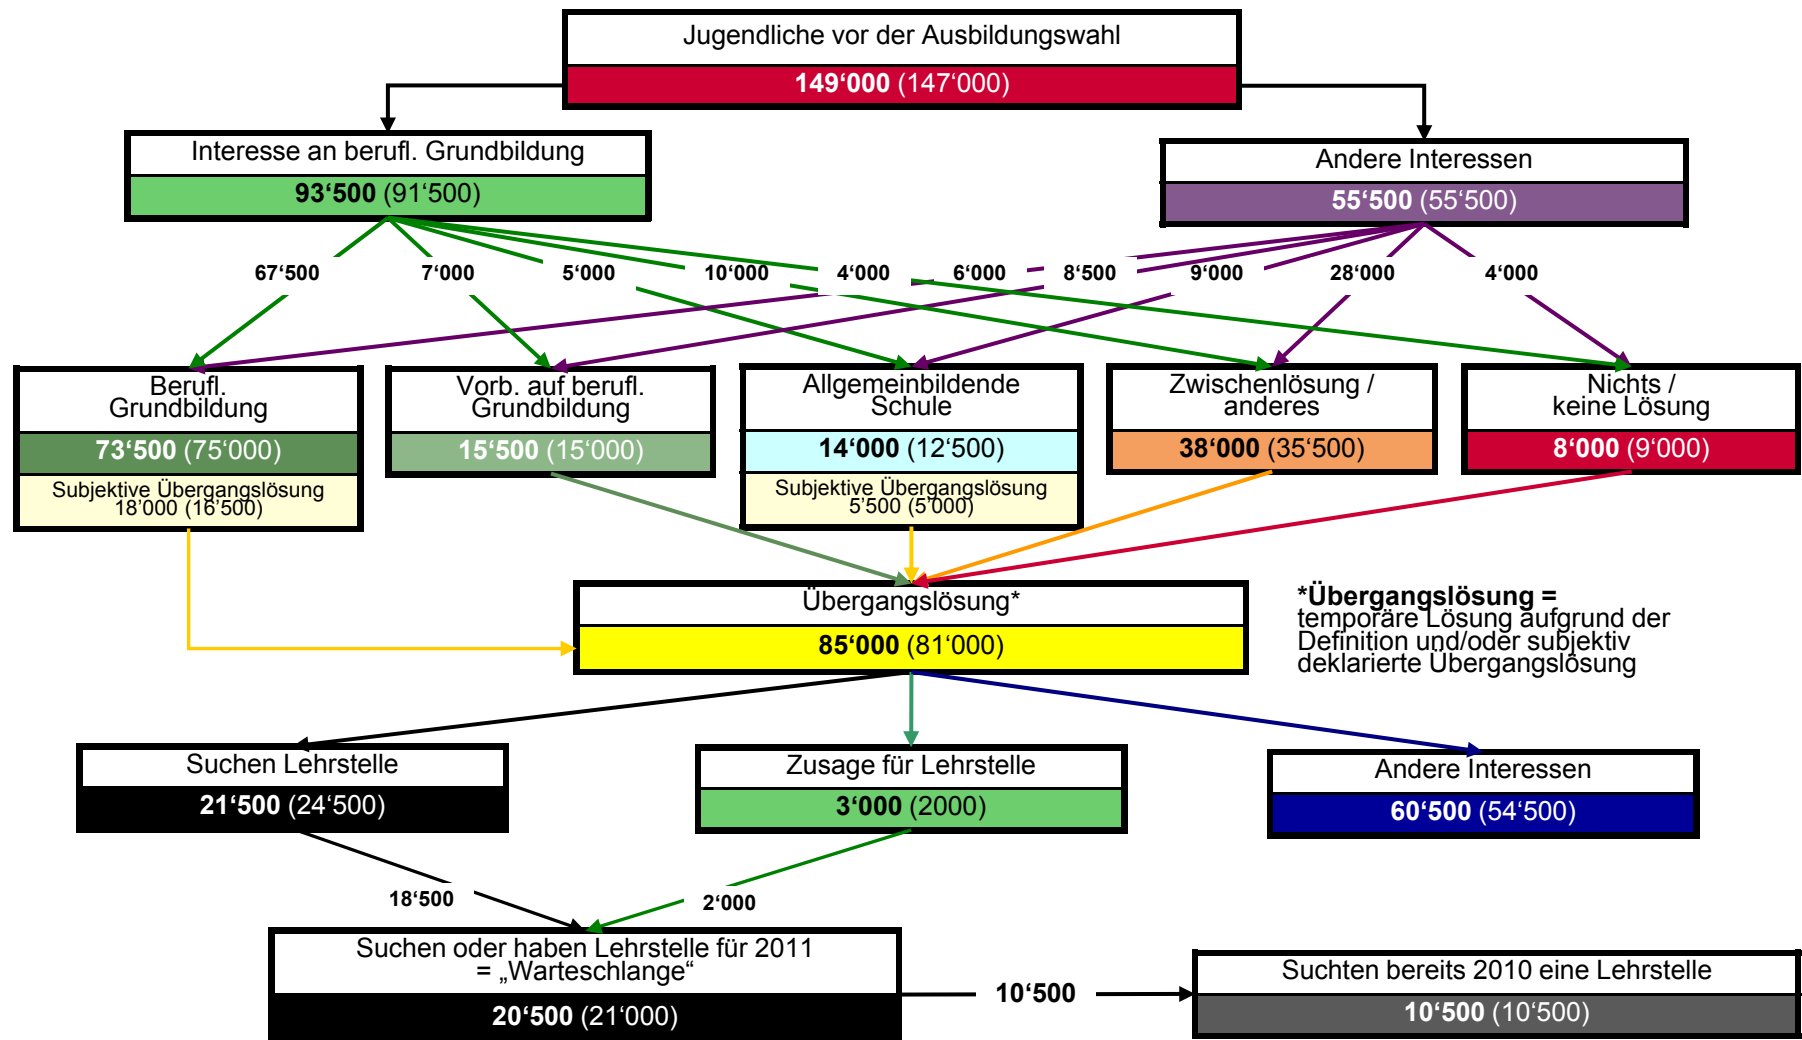 Jugendliche vor der Ausbildungswahl
149‘000 (147‘000)
Interesse an berufl. Grundbildung
93‘500 (91‘500)
Andere Interessen
55‘500 (55‘500)
67‘500
7‘000
5‘000
10‘000
4‘000
6‘000
8‘500
9‘000
28‘000
4‘000
Berufl.
Grundbildung
73‘500 (75‘000)
Subjektive Übergangslösung
18’000 (16’500)
Vorb. auf berufl.
Grundbildung
15‘500 (15‘000)
Allgemeinbildende
Schule
14‘000 (12‘500)
Subjektive Übergangslösung
5’500 (5’000)
Zwischenlösung /
anderes
38‘000 (35‘500)
Nichts /
keine Lösung
8‘000 (9‘000)
Übergangslösung*
85‘000 (81‘000)
*Übergangslösung =
temporäre Lösung aufgrund der
Definition und/oder subjektiv
deklarierte Übergangslösung
Suchen Lehrstelle
21‘500 (24‘500)
Zusage für Lehrstelle
3‘000 (2000)
Andere Interessen
60‘500 (54‘500)
18‘500
2‘000
Suchen oder haben Lehrstelle für 2011
= „Warteschlange“
20‘500 (21‘000)
10‘500
Suchten bereits 2010 eine Lehrstelle
10‘500 (10‘500)